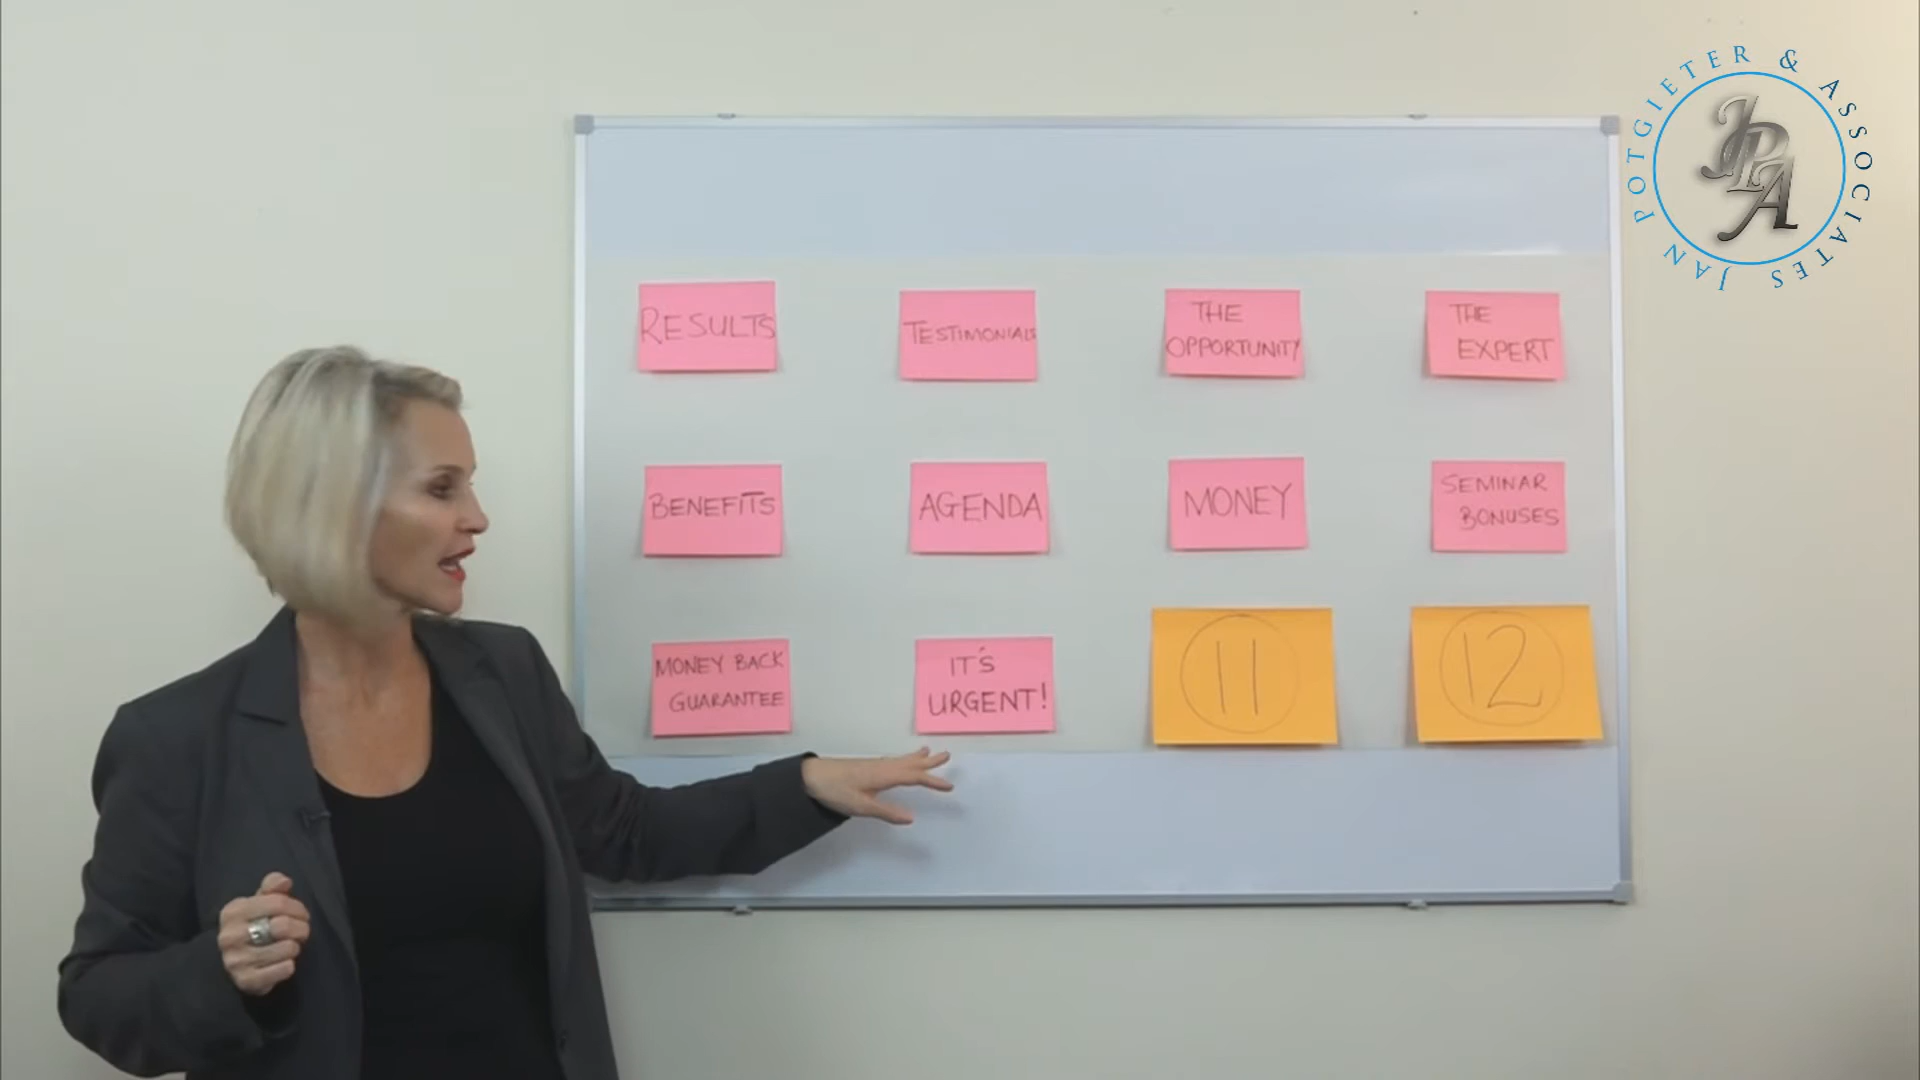 JAN POTGIETER & ASSOCIATES
JPA
RESULTS
TESTIMONIALS
THE
OPPORTUNITY
THE
EXPERT
BENEFITS
AGENDA
MONEY
SEMINAR
BONUSES
MONEY BACK
GUARANTEE
IT'S
URGENT!
11
12